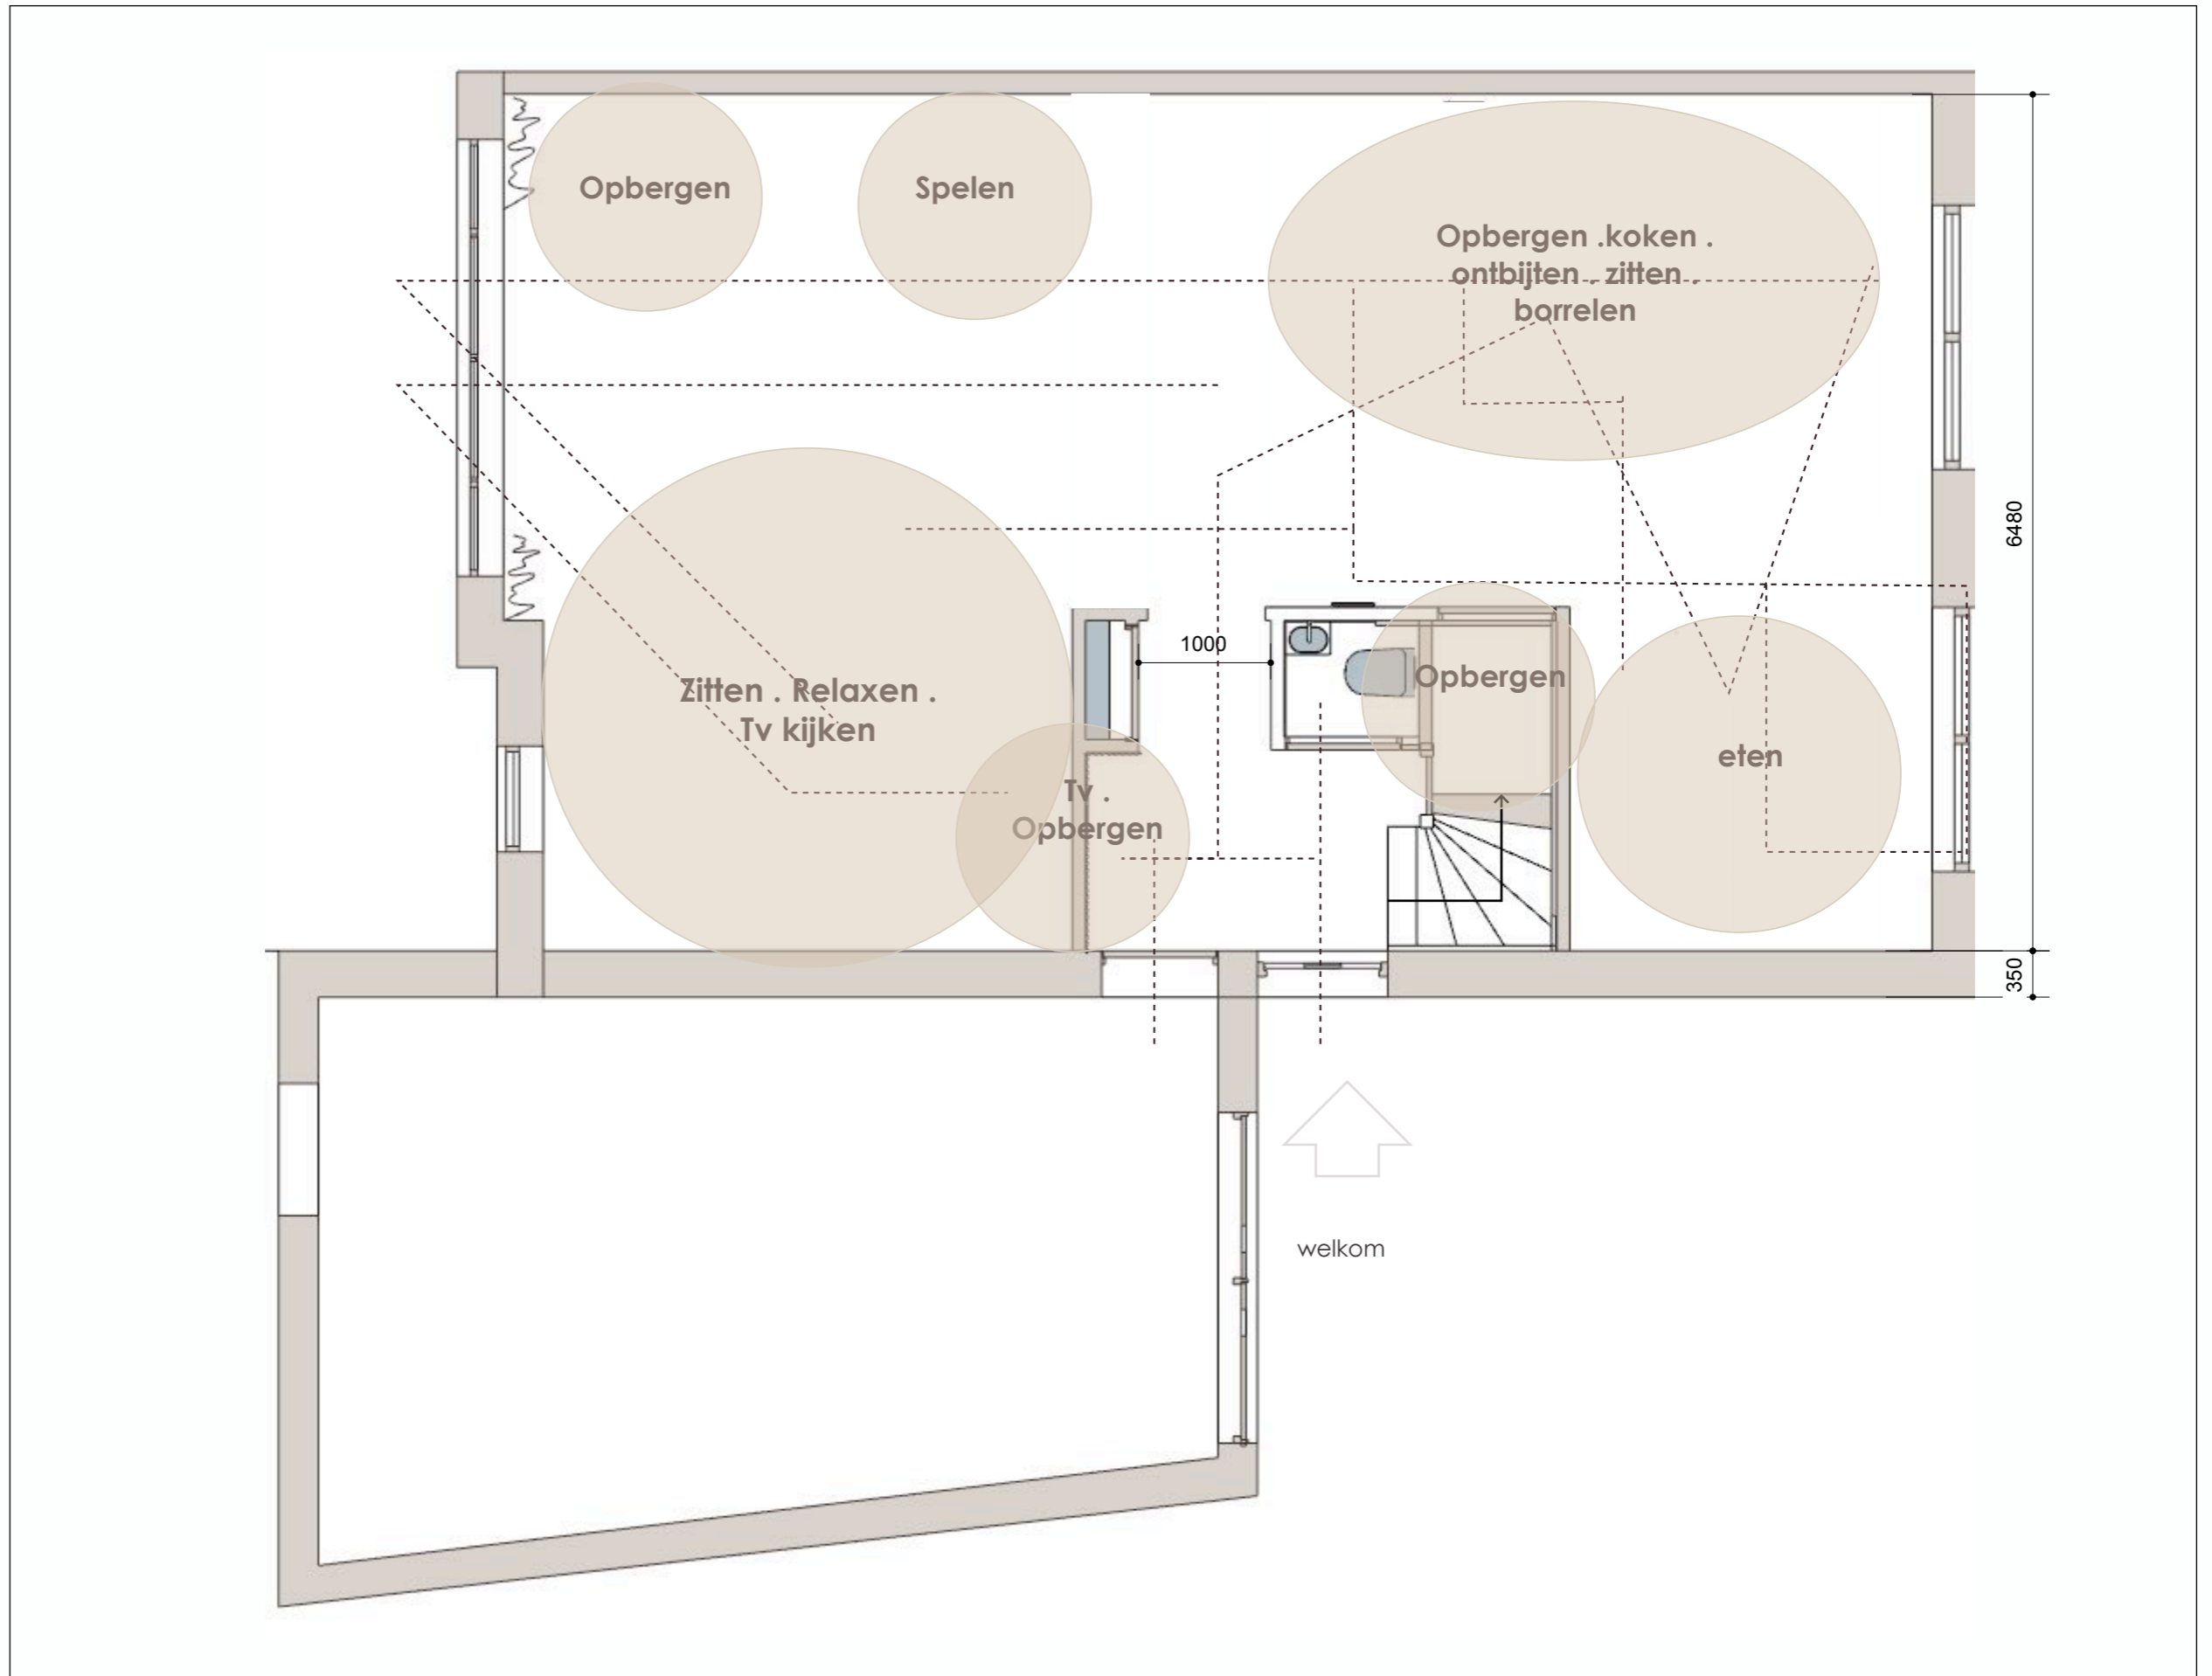 Opbergen
Spelen
Opbergen .koken .
ontbijten . zitten .
borrelen
6480
1000
Zitten . Relaxen .
Tv kijken
Opbergen
eten
Tv .
Opbergen
350
welkom